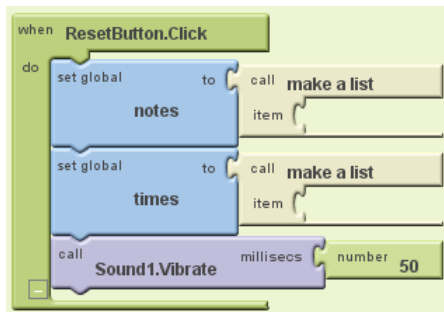 when ResetButton.Click
do
set global notes to call make a list
item
set global times to call make a list
item
call Sound1.Vibrate millisecs number 50